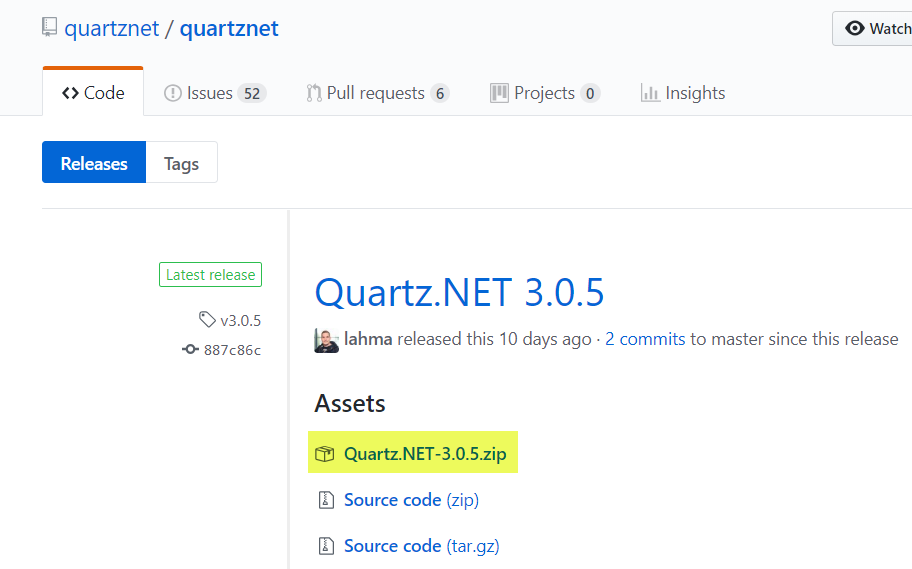 quartznet / quartznet
Watch
Code Issues 52 Pull requests 6 Projects 0 Insights
Releases Tags
Latest release
v3.0.5
887c86c
Quartz.NET 3.0.5
lahma released this 10 days ago · 2 commits to master since this release
Assets
Quartz.NET-3.0.5.zip
Source code (zip)
Source code (tar.gz)